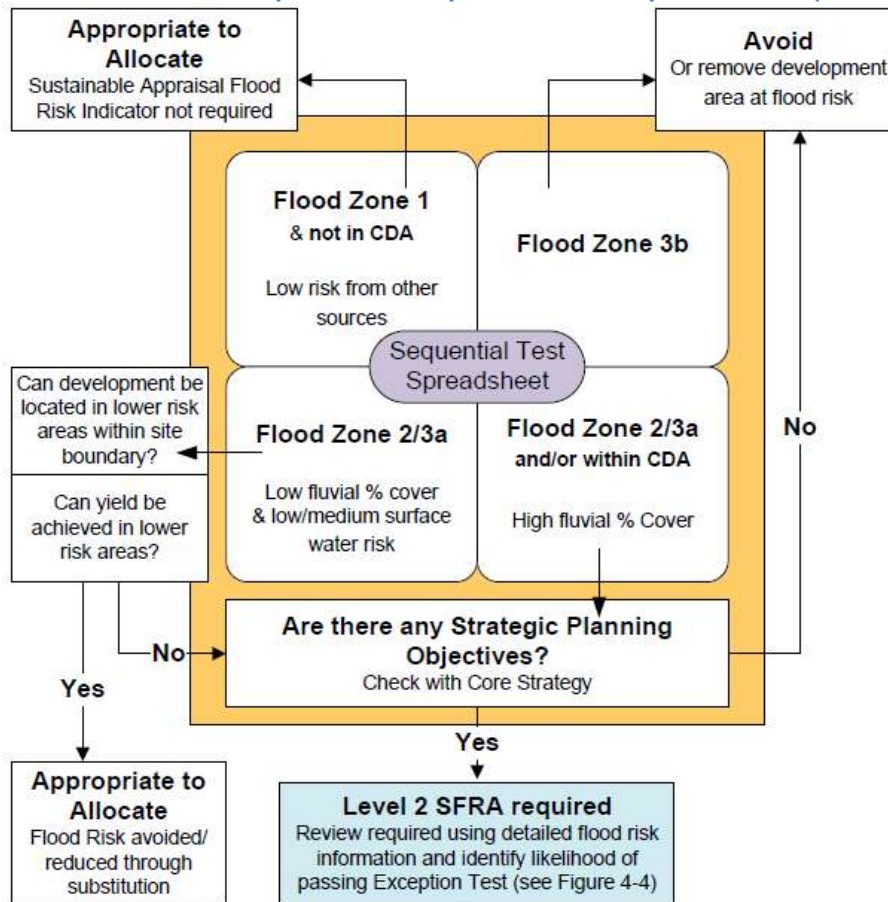 Appropriate to
Allocate
Sustainable Appraisal Flood
Risk Indicator not required
Avoid
Or remove development
area at flood risk
Flood Zone 1
& not in CDA
Low risk from other
sources
Flood Zone 3b
Sequential Test
Spreadsheet
Can development be
located in lower risk
areas within site
boundary?
Can yield be
achieved in lower
risk areas?
Flood Zone 2/3a
Low fluvial % cover
& low/medium surface
water risk
Flood Zone 2/3a
and/or within CDA
High fluvial % Cover
No
Are there any Strategic Planning
Objectives?
Check with Core Strategy
No
Yes
Yes
Appropriate to
Allocate
Flood Risk avoided/
reduced through
substitution
Level 2 SFRA required
Review required using detailed flood risk
information and identify likelihood of
passing Exception Test (see Figure 4-4)